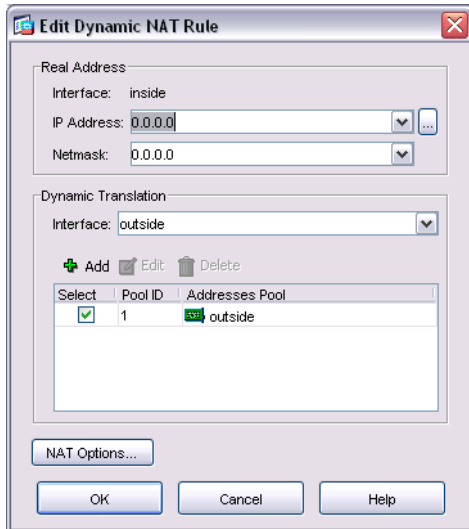 Edit Dynamic NAT Rule
Real Address
Interface: inside
IP Address: 0.0.0.0 ...
Netmask: 0.0.0.0
Dynamic Translation
Interface: outside
Add Edit Delete
Select Pool ID Addresses Pool
1 outside
NAT Options...
OK Cancel Help